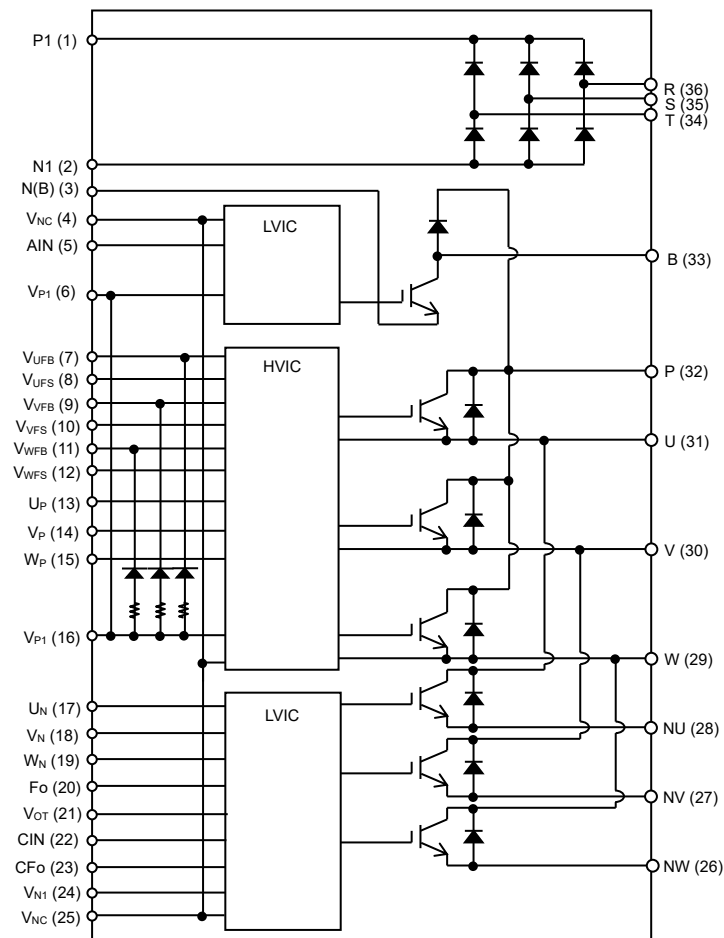 P1 (1)
N1 (2)
N(B) (3)
VNC (4)
AIN (5)
VP1 (6)
VUFB (7)
VUFS (8)
VVFB (9)
VVFS (10)
VWFB (11)
VWFS (12)
UP (13)
VP (14)
WP (15)
VP1 (16)
UN (17)
VN (18)
WN (19)
Fo (20)
VOT (21)
CIN (22)
CFo (23)
VN1 (24)
VNC (25)
LVIC
HVIC
LVIC
R (36)
S (35)
T (34)
B (33)
P (32)
U (31)
V (30)
W (29)
NU (28)
NV (27)
NW (26)